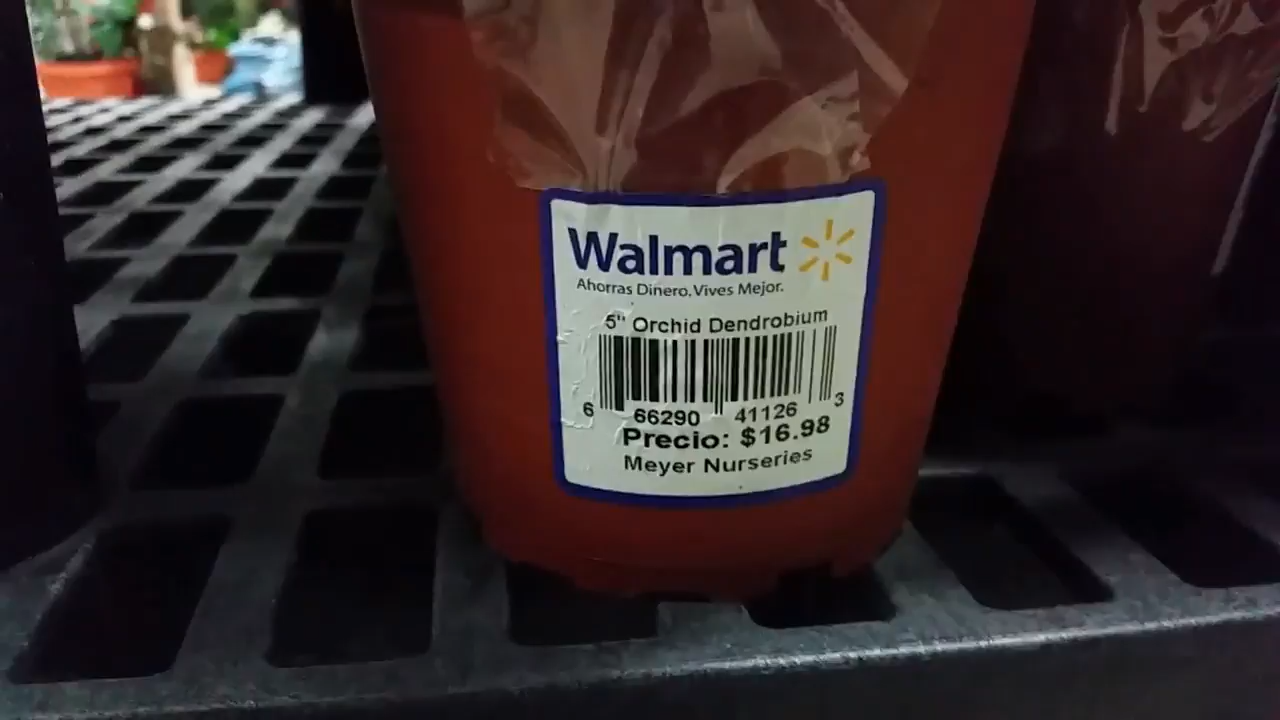 Walmart
Ahorras Dinero. Vives Mejor.
5" Orchid Dendrobium
6 66290 41126 3
Precio: $16.98
Meyer Nurseries